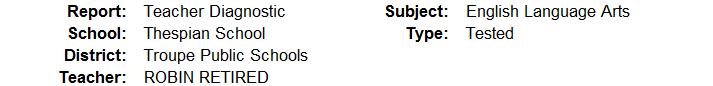 Report: Teacher Diagnostic Subject: English Language Arts
School: Thespian School Type: Tested
District: Troupe Public Schools
Teacher: ROBIN RETIRED